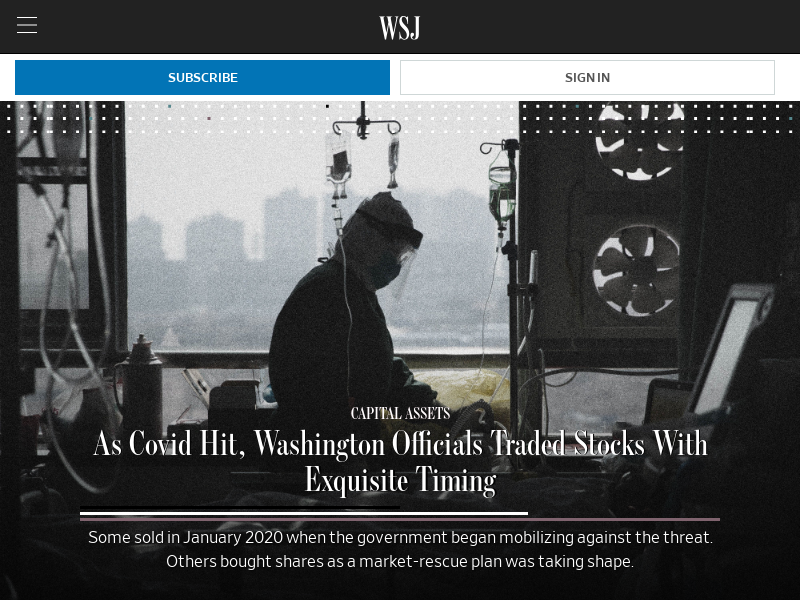 WSJ
SUBSCRIBE
SIGN IN
CAPITAL ASSETS
As Covid Hit, Washington Officials Traded Stocks With
Exquisite Timing
Some sold in January 2020 when the government began mobilizing against the threat.
Others bought shares as a market-rescue plan was taking shape.